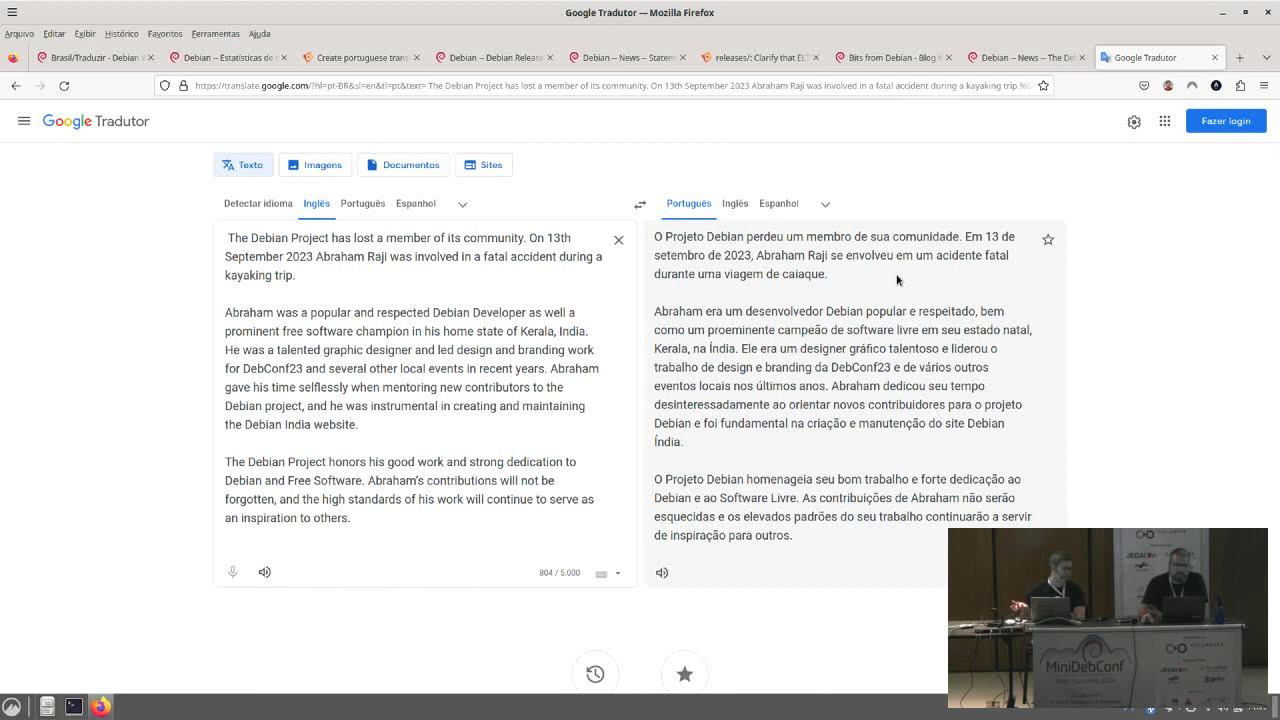 Google Tradutor — Mozilla Firefox
Arquivo Editar Exibir Histórico Favoritos Ferramentas Ajuda
Brasil/Traduzir - Debian
Debian -- Estatísticas de
Create portuguese tea
Debian -- Debian Releas
Debian -- News -- Statem
releases/: Clarify that ELT
Bits from Debian - Blog
Debian -- News -- The De
Google Tradutor
https://translate.google.com/?hl=pt-BR&sl=en&tl=pt&text= The Debian Project has lost a member of its community. On 13th September 2023 Abraham Raji was involved in a fatal accident during a kayaking trip.%0
Google Tradutor
Fazer login
Texto Imagens Documentos Sites
Detectar idioma Inglês Português Espanhol
Português Inglês Espanhol
The Debian Project has lost a member of its community. On 13th
September 2023 Abraham Raji was involved in a fatal accident during a
kayaking trip.
Abraham was a popular and respected Debian Developer as well a
prominent free software champion in his home state of Kerala, India.
He was a talented graphic designer and led design and branding work
for DebConf23 and several other local events in recent years. Abraham
gave his time selflessly when mentoring new contributors to the
Debian project, and he was instrumental in creating and maintaining
the Debian India website.
The Debian Project honors his good work and strong dedication to
Debian and Free Software. Abraham's contributions will not be
forgotten, and the high standards of his work will continue to serve as
an inspiration to others.
804 / 5.000
O Projeto Debian perdeu um membro de sua comunidade. Em 13 de
setembro de 2023, Abraham Raji se envolveu em um acidente fatal
durante uma viagem de caiaque.
Abraham era um desenvolvedor Debian popular e respeitado, bem
como um proeminente campeão de software livre em seu estado natal,
Kerala, na Índia. Ele era um designer gráfico talentoso e liderou o
trabalho de design e branding da DebConf23 e de vários outros
eventos locais nos últimos anos. Abraham dedicou seu tempo
desinteressadamente ao orientar novos contribuidores para o projeto
Debian e foi fundamental na criação e manutenção do site Debian
Índia.
O Projeto Debian homenageia seu bom trabalho e forte dedicação ao
Debian e ao Software Livre. As contribuições de Abraham não serão
esquecidas e os elevados padrões do seu trabalho continuarão a servir
de inspiração para outros.
COLLABORA
JEDAI
MiniDebConf
Belo Horizonte 2024
COLLABORA
JEDAI
globo